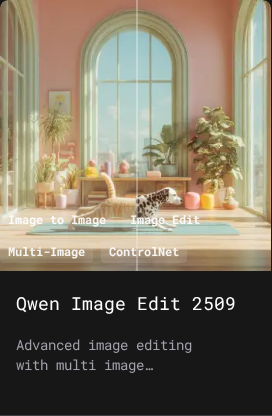 Image to Image Image Edit
Multi-Image ControlNet
Qwen Image Edit 2509
Advanced image editing
with multi image…